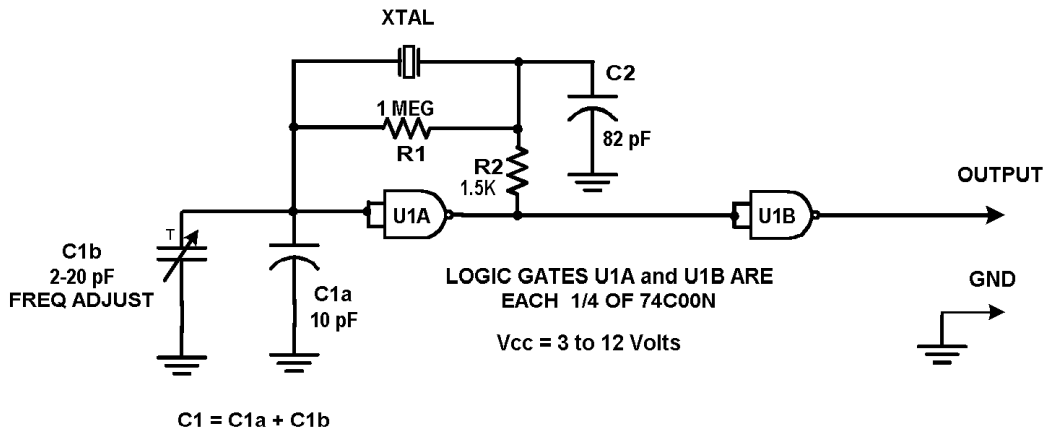 XTAL
C2
1 MEG
82 pF
R1
R2
1.5K
OUTPUT
U1A
U1B
T
C1b
2-20 pF
FREQ ADJUST
C1a
10 pF
LOGIC GATES U1A and U1B ARE
EACH 1/4 OF 74C00N
GND
Vcc = 3 to 12 Volts
C1 = C1a + C1b